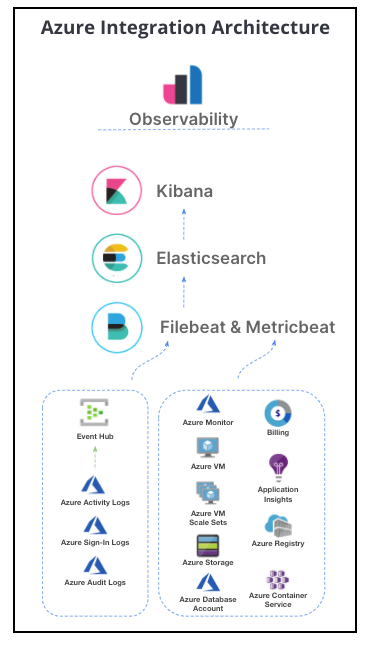 Azure Integration Architecture
Observability
Kibana
Elasticsearch
Filebeat & Metricbeat
Event Hub
Azure Activity Logs
Azure Sign-In Logs
Azure Audit Logs
Azure Monitor
Azure VM
Azure VM
Scale Sets
Azure Storage
Azure Database
Account
$
Billing
Application
Insights
Azure Registry
Azure Container
Service